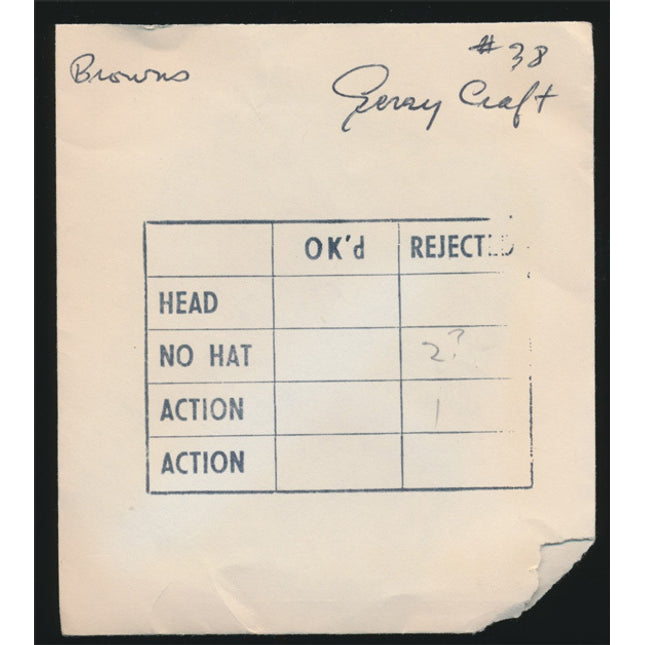 Browns
# 38
Gerry Craft
OK'd REJECTED
HEAD
NO HAT 2?
ACTION 1
ACTION